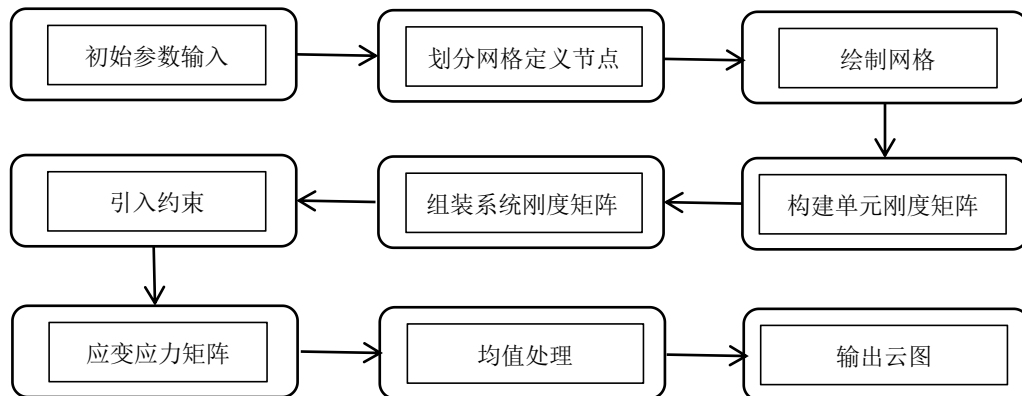 初始参数输入
划分网格定义节点
绘制网格
构建单元刚度矩阵
组装系统刚度矩阵
引入约束
应变应力矩阵
均值处理
输出云图